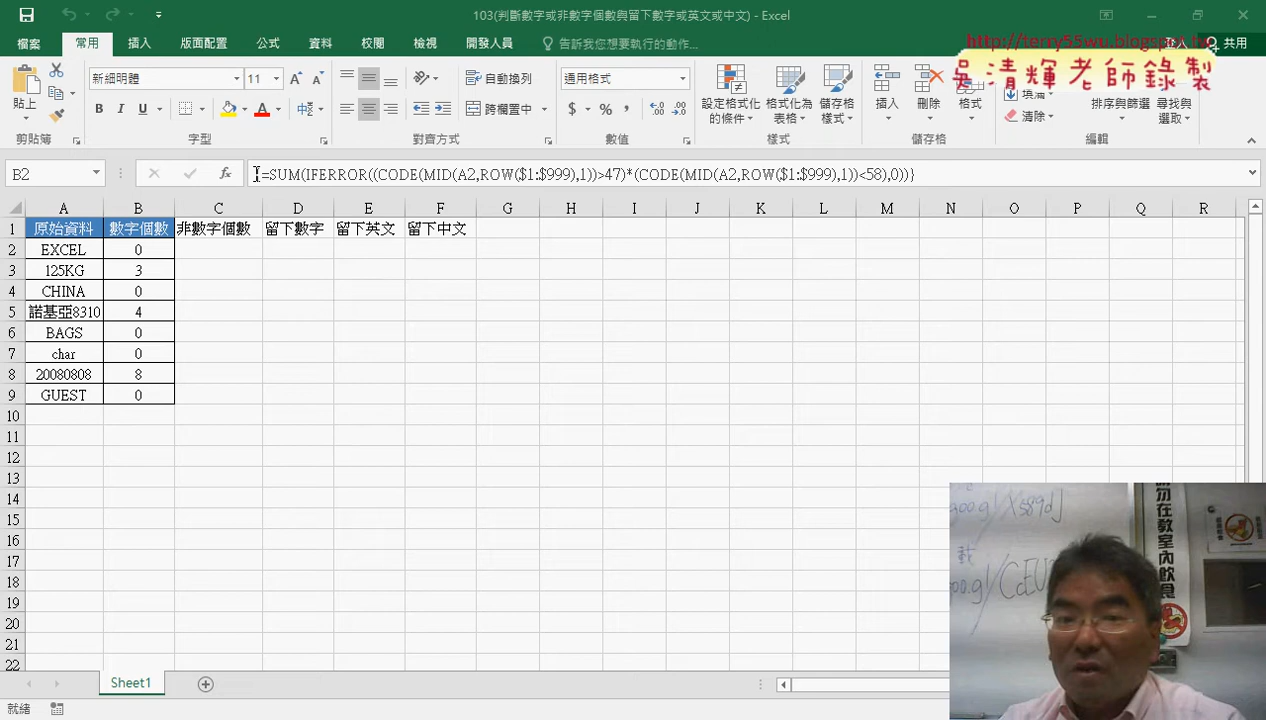 103(判斷數字或非數字個數與留下數字或英文或中文) - Excel
檔案 常用 插入 版面配置 公式 資料 校閱 檢視 開發人員 告訴我您想要執行的動作... 共用
http://terry55wu.blogspot.tw
吳清輝老師錄製
貼上 新細明體 11 自動換列 通用格式 設定格式化的條件 格式化為表格 儲存格樣式 插入 刪除 格式 填滿 排序與篩選 尋找與選取
B I U 中 跨欄置中 $ % , 清除
剪貼簿 字型 對齊方式 數值 樣式 儲存格 編輯
B2 fx {=SUM(IFERROR((CODE(MID(A2,ROW($1:$999),1))>47)*(CODE(MID(A2,ROW($1:$999),1))<58),0))}
A B C D E F G H I J K L M N O P Q R
1 原始資料 數字個數 非數字個數 留下數字 留下英文 留下中文
2 EXCEL 0
3 125KG 3
4 CHINA 0
5 諾基亞8310 4
6 BAGS 0
7 char 0
8 20080808 8
9 GUEST 0
10
11
12
13
14
15
16
17
18
19
20
21
22
勿在教室內飲食
Sheet1
就緒